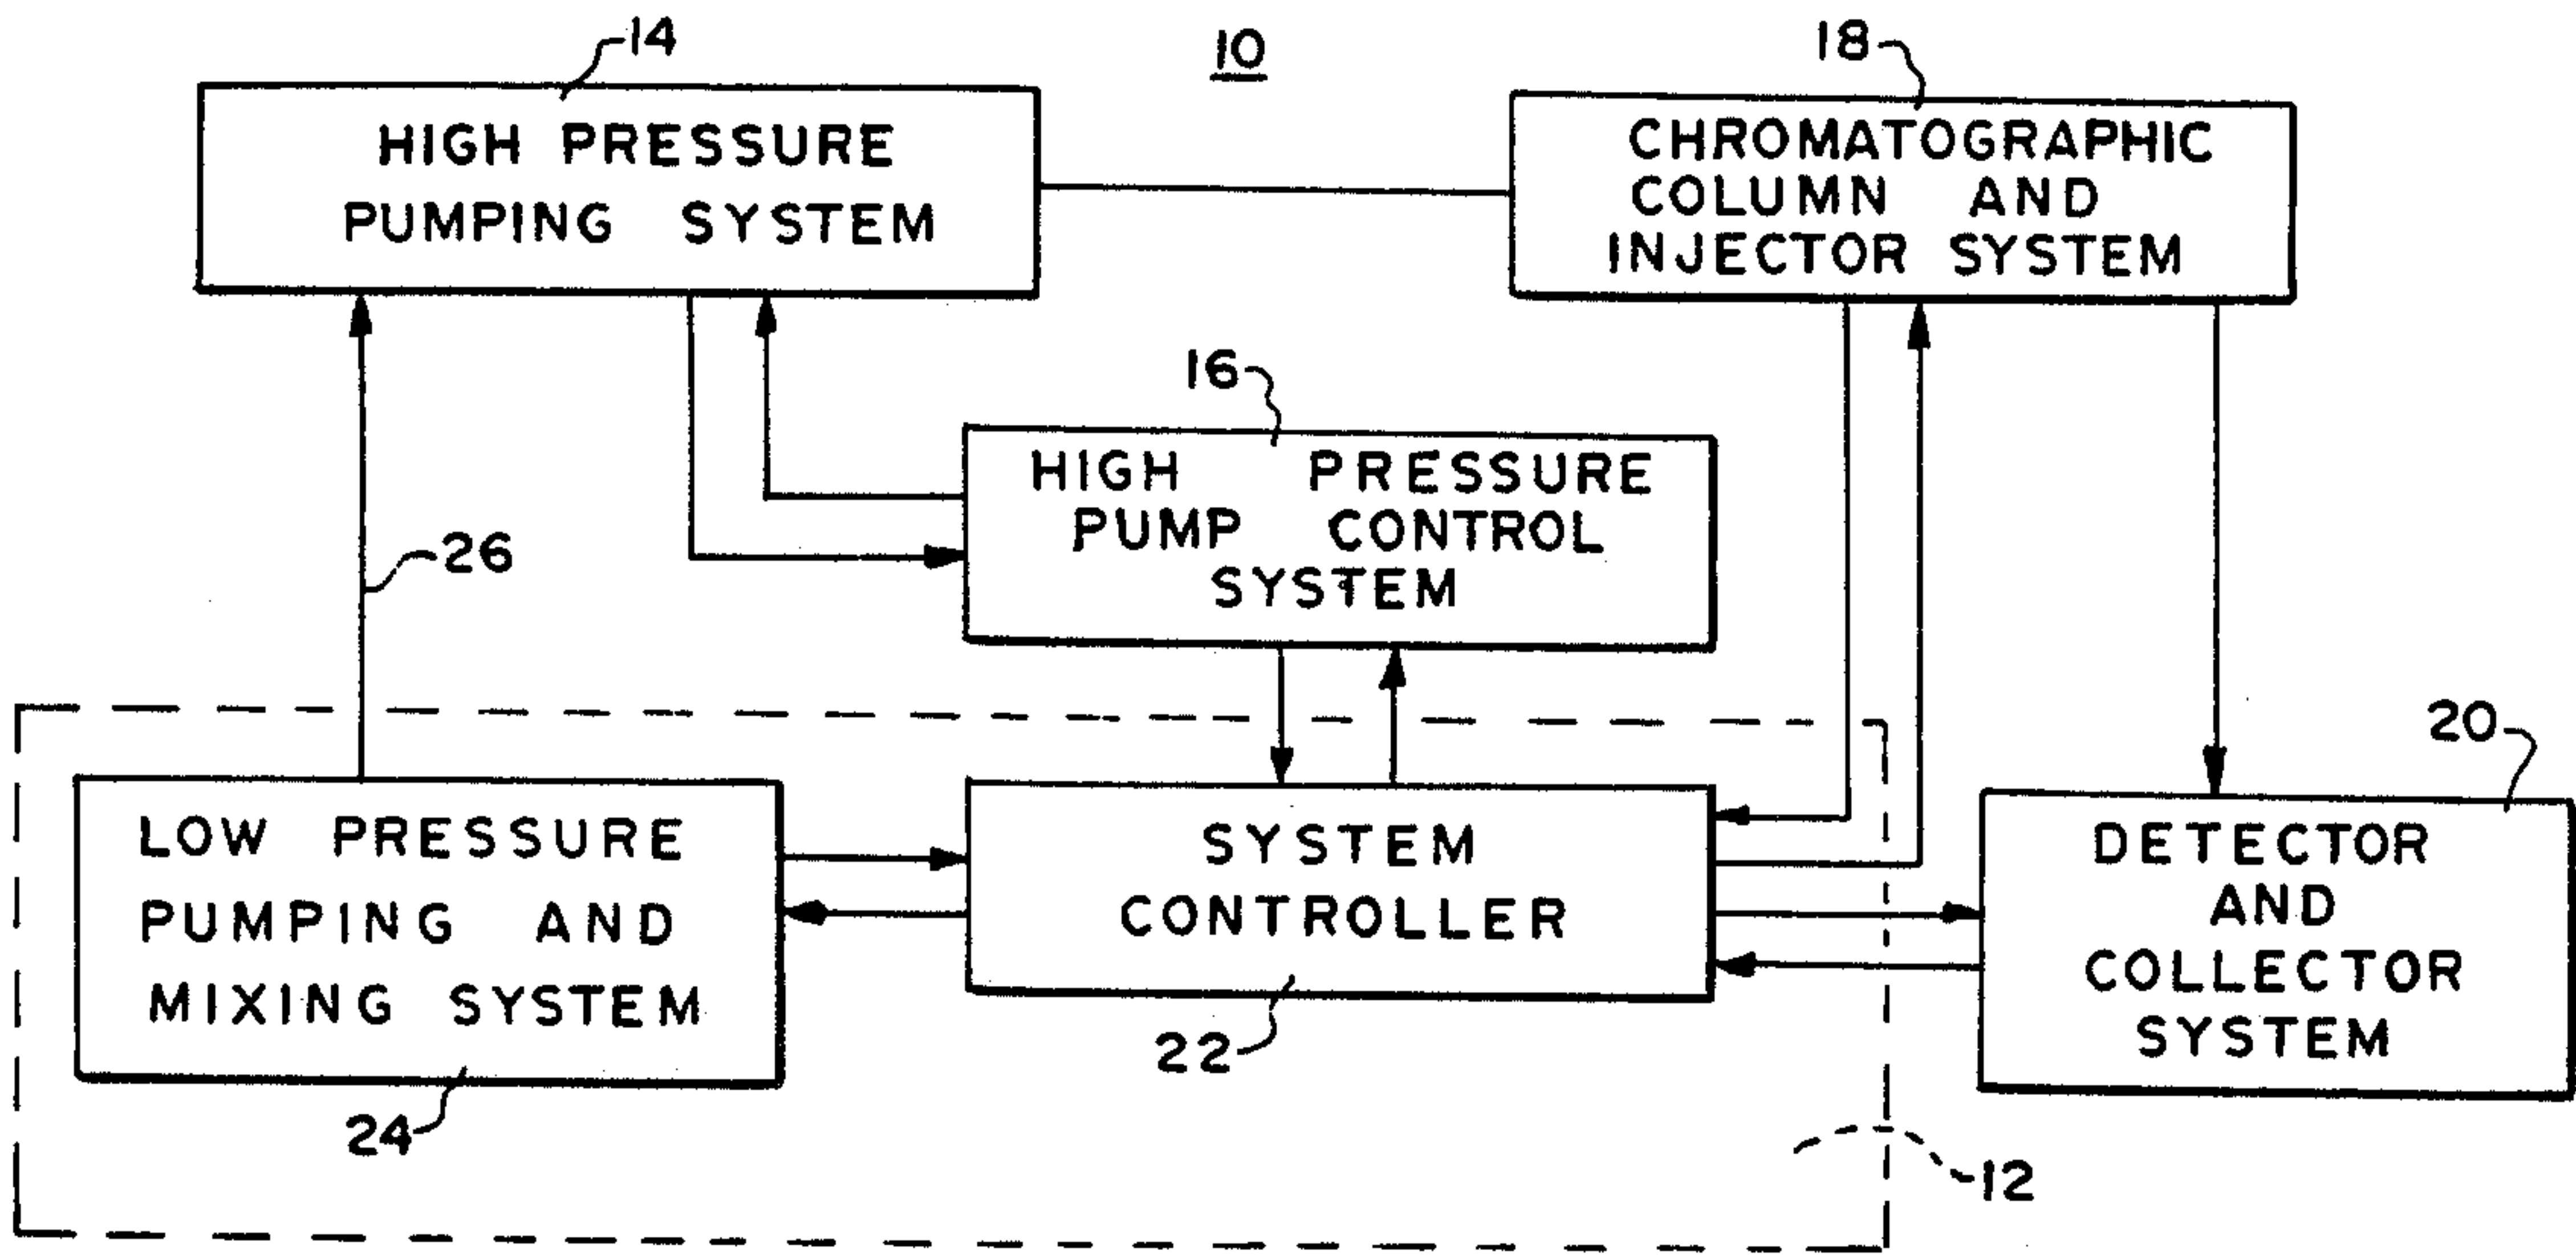 10
14
HIGH PRESSURE
PUMPING SYSTEM
18
CHROMATOGRAPHIC
COLUMN AND
INJECTOR SYSTEM
16
HIGH PRESSURE
PUMP CONTROL
SYSTEM
26
20
LOW PRESSURE
PUMPING AND
MIXING SYSTEM
24
SYSTEM
CONTROLLER
22
DETECTOR
AND
COLLECTOR
SYSTEM
12